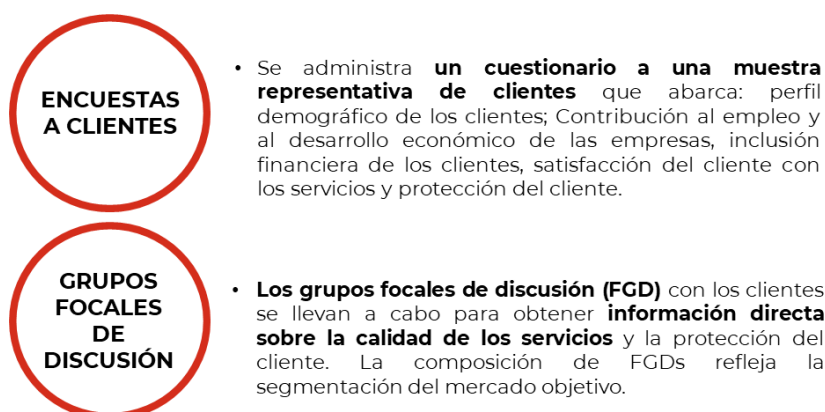 ENCUESTAS
A CLIENTES
• Se administra un cuestionario a una muestra
representativa de clientes que abarca: perfil
demográfico de los clientes; Contribución al empleo y
al desarrollo económico de las empresas, inclusión
financiera de los clientes, satisfacción del cliente con
los servicios y protección del cliente.
GRUPOS
FOCALES
DE
DISCUSIÓN
• Los grupos focales de discusión (FGD) con los clientes
se llevan a cabo para obtener información directa
sobre la calidad de los servicios y la protección del
cliente. La composición de FGDs refleja la
segmentación del mercado objetivo.